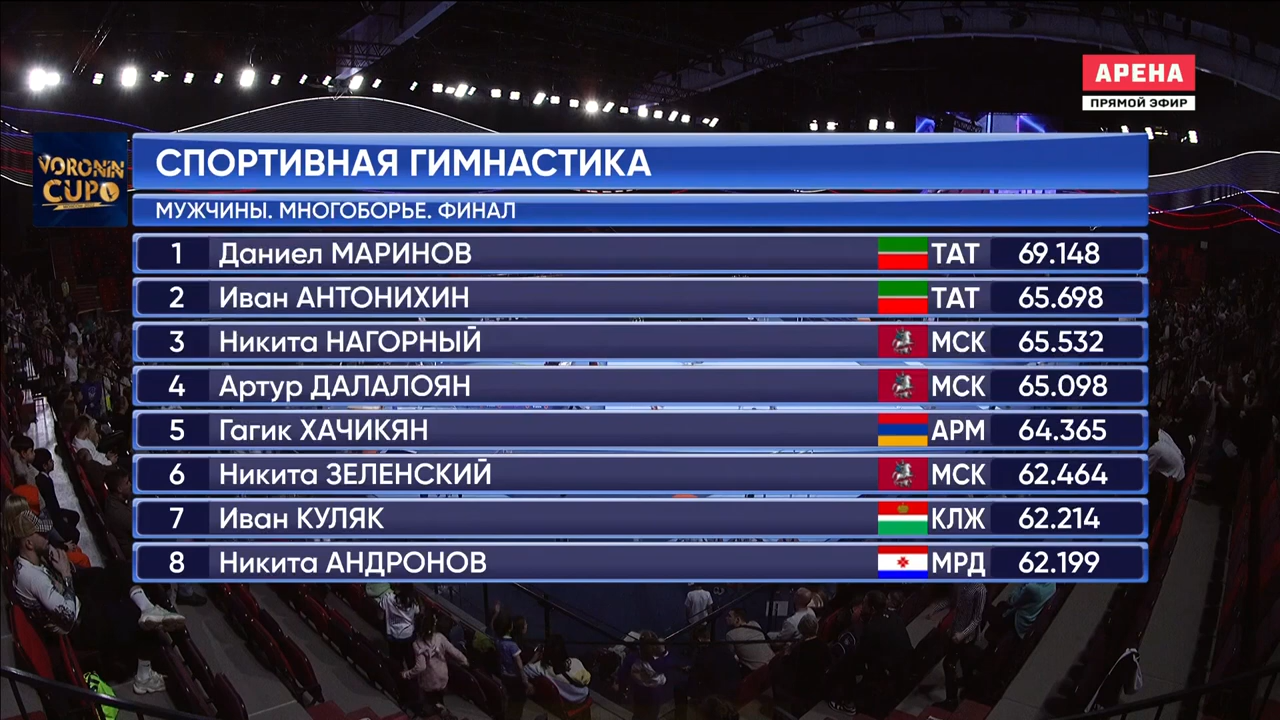 АРЕНА
ПРЯМОЙ ЭФИР
VORONIN
CUP
СПОРТИВНАЯ ГИМНАСТИКА
МУЖЧИНЫ. МНОГОБОРЬЕ. ФИНАЛ
1 Даниел МАРИНОВ ТАТ 69.148
2 Иван АНТОНИХИН ТАТ 65.698
3 Никита НАГОРНЫЙ МСК 65.532
4 Артур ДАЛАЛОЯН МСК 65.098
5 Гагик ХАЧИКЯН АРМ 64.365
6 Никита ЗЕЛЕНСКИЙ МСК 62.464
7 Иван КУЛЯК КЛЖ 62.214
8 Никита АНДРОНОВ МРД 62.199